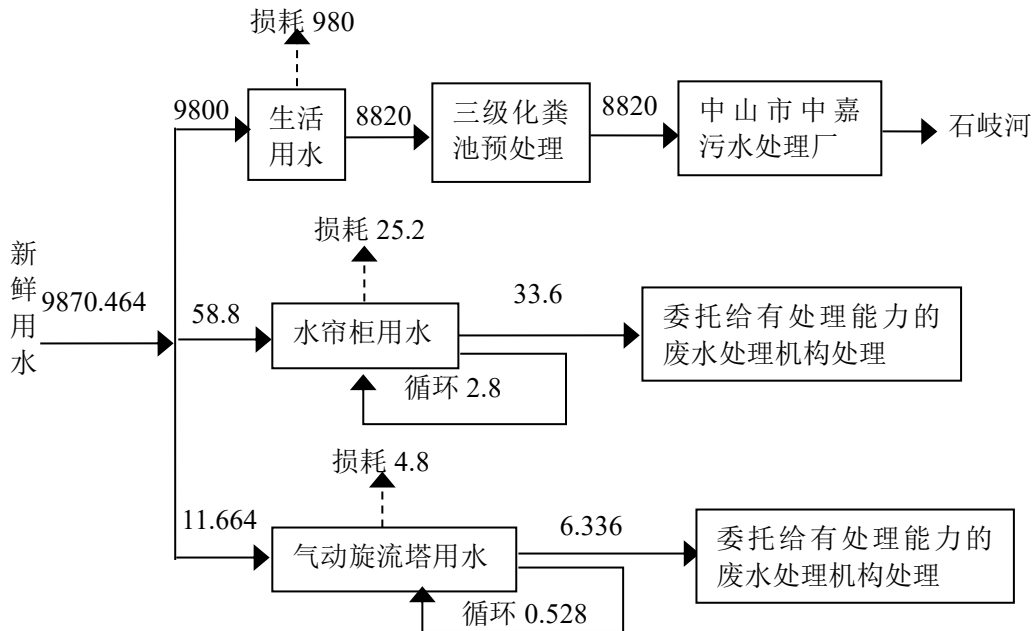 损耗 980
9800
生活
用水
8820
三级化粪
池预处理
8820
中山市中嘉
污水处理厂
石岐河
新
鲜
用
水
9870.464
损耗 25.2
58.8
水帘柜用水
33.6
委托给有处理能力的
废水处理机构处理
循环 2.8
损耗 4.8
11.664
气动旋流塔用水
6.336
委托给有处理能力的
废水处理机构处理
循环 0.528